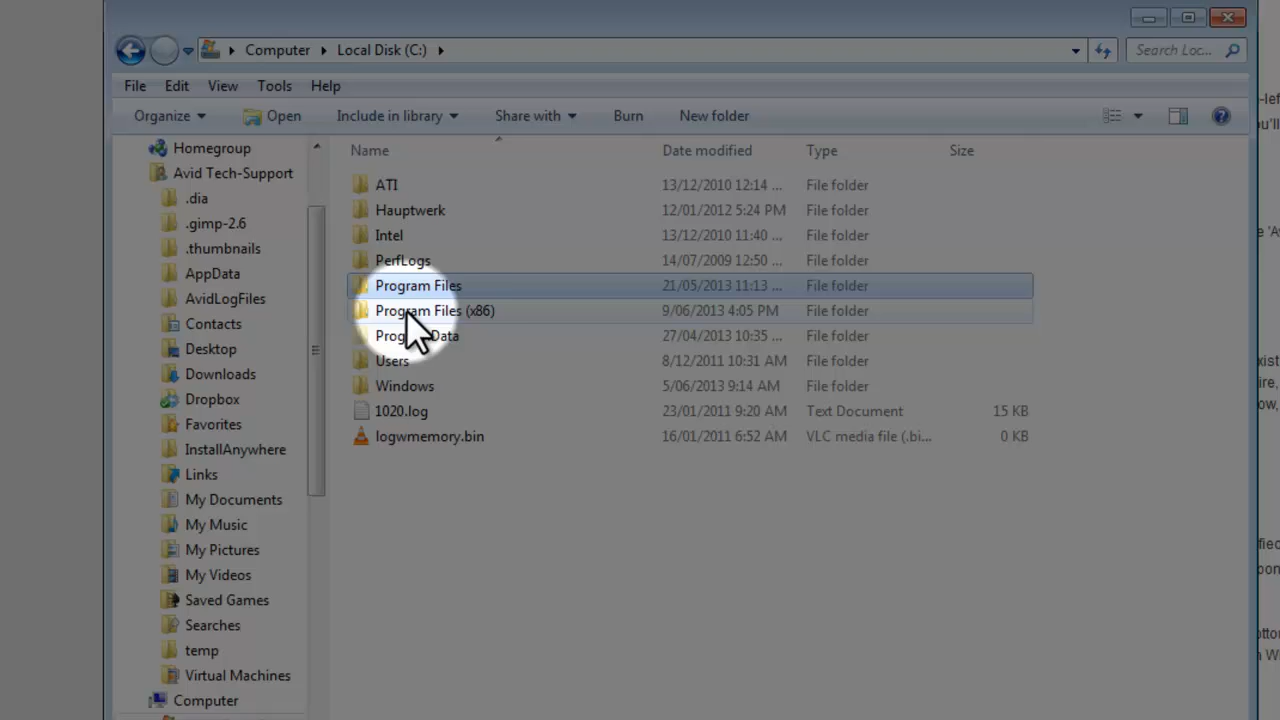 Computer Local Disk (C:) Search Loc...
File Edit View Tools Help
Organize Open Include in library Share with Burn New folder
Homegroup
Avid Tech-Support
.dia
.gimp-2.6
.thumbnails
AppData
AvidLogFiles
Contacts
Desktop
Downloads
Dropbox
Favorites
InstallAnywhere
Links
My Documents
My Music
My Pictures
My Videos
Saved Games
Searches
temp
Virtual Machines
Computer
Name Date modified Type Size
ATI 13/12/2010 12:14 ... File folder
Hauptwerk 12/01/2012 5:24 PM File folder
Intel 13/12/2010 11:40 ... File folder
PerfLogs 14/07/2009 12:50 ... File folder
Program Files 21/05/2013 11:13 ... File folder
Program Files (x86) 9/06/2013 4:05 PM File folder
Prog Data 27/04/2013 10:35 ... File folder
Users 8/12/2011 10:31 AM File folder
Windows 5/06/2013 9:14 AM File folder
1020.log 23/01/2011 9:20 AM Text Document 15 KB
logwmemory.bin 16/01/2011 6:52 AM VLC media file (.bi... 0 KB